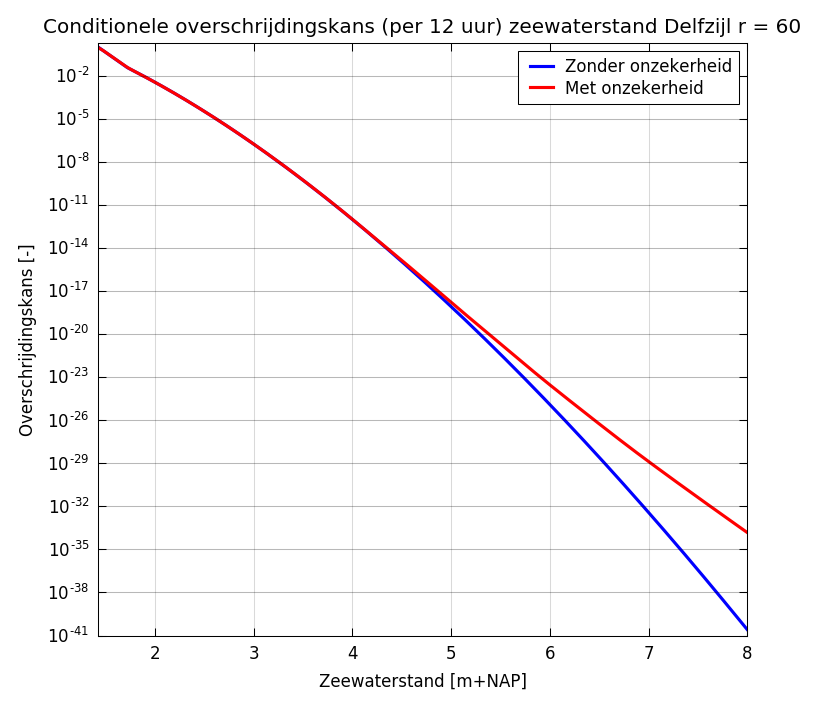 Conditionele overschrijdingskans (per 12 uur) zeewaterstand Delfzijl r = 60
Zonder onzekerheid
Met onzekerheid
Overschrijdingskans [-]
10^-2
10^-5
10^-8
10^-11
10^-14
10^-17
10^-20
10^-23
10^-26
10^-29
10^-32
10^-35
10^-38
10^-41
2 3 4 5 6 7 8
Zeewaterstand [m+NAP]